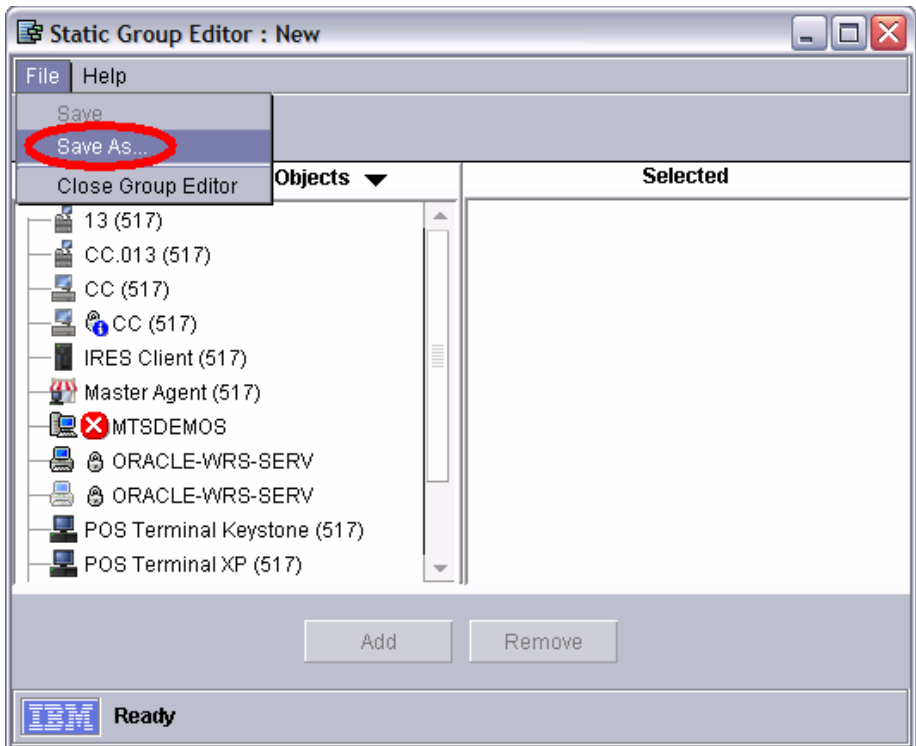 Static Group Editor : New
File Help
Save
Save As...
Close Group Editor
Objects
Selected
13 (517)
CC.013 (517)
CC (517)
CC (517)
IRES Client (517)
Master Agent (517)
MTSDEMOS
ORACLE-WRS-SERV
ORACLE-WRS-SERV
POS Terminal Keystone (517)
POS Terminal XP (517)
Add
Remove
IBM
Ready